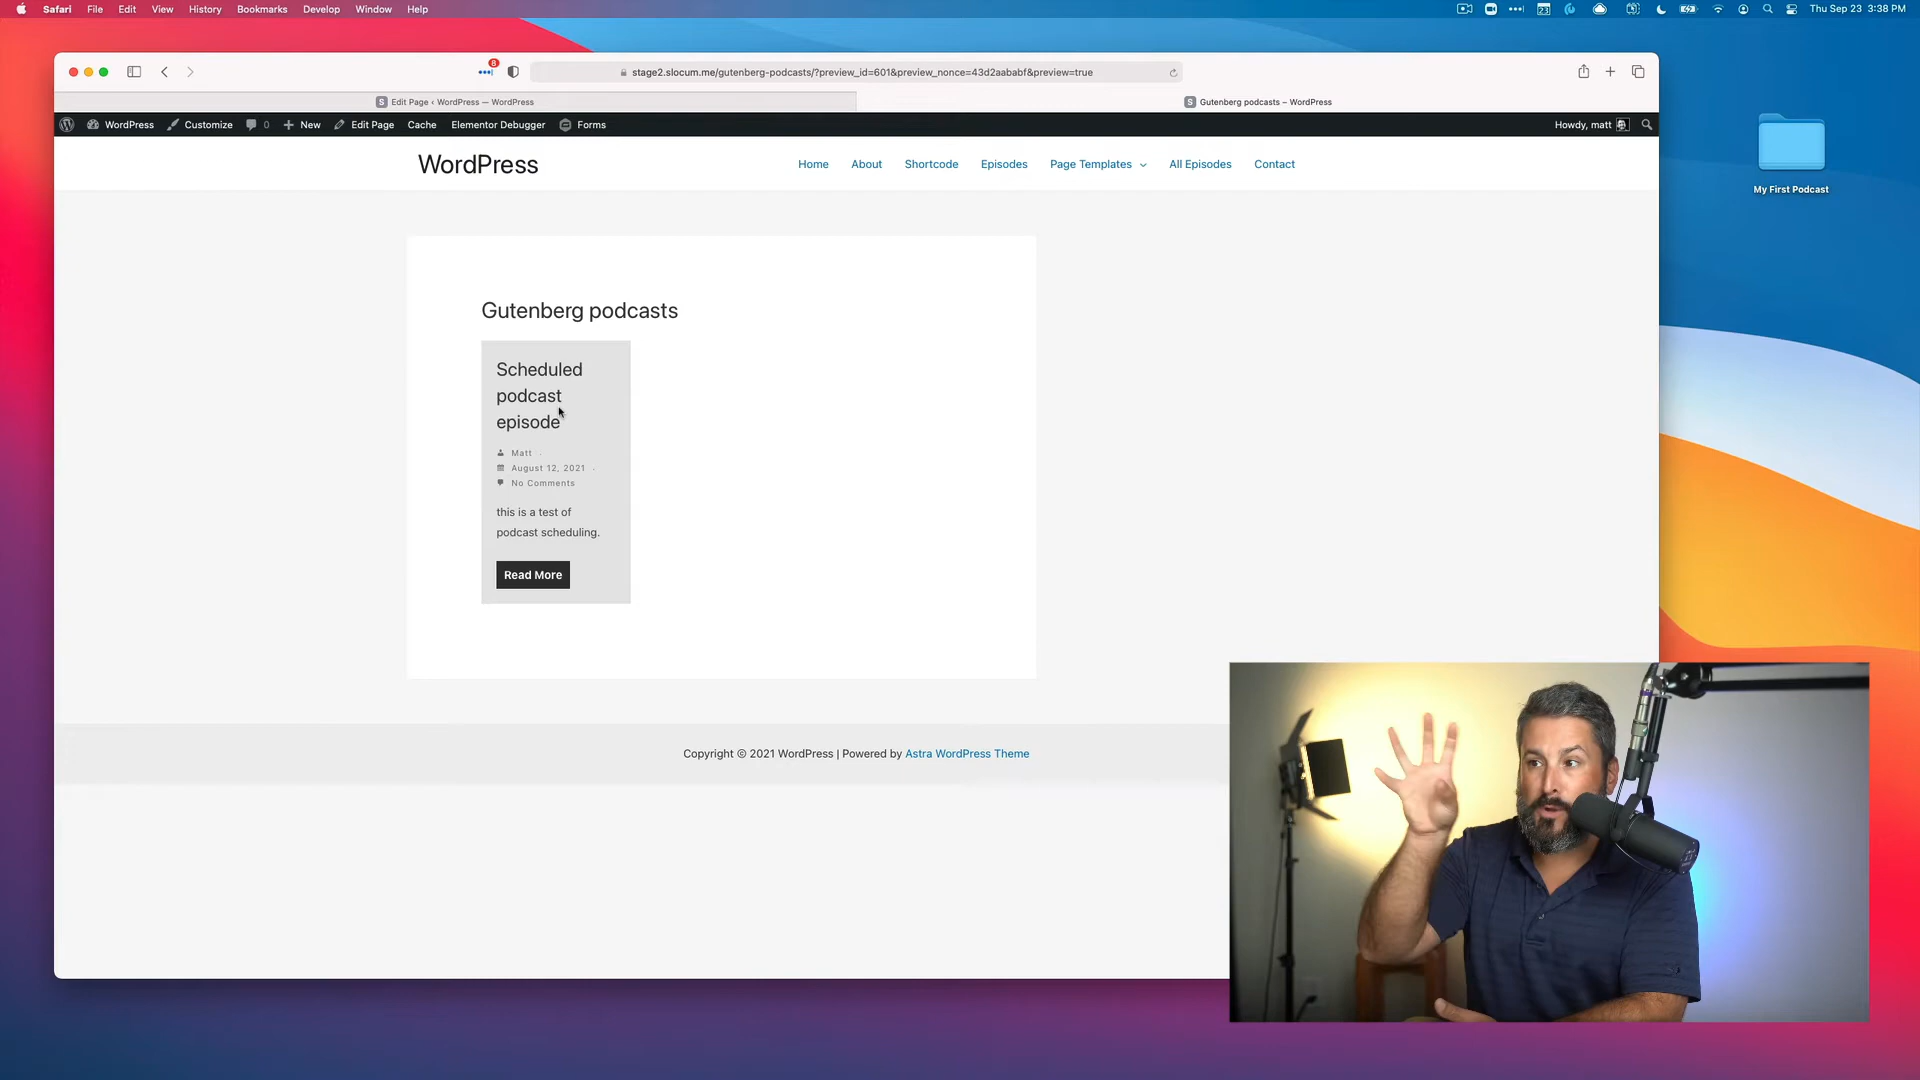 Safari File Edit View History Bookmarks Develop Window Help
23 Thu Sep 23 3:38 PM
8
stage2.slocum.me/gutenberg-podcasts/?preview_id=601&preview_nonce=43d2aababf&preview=true
S Edit Page ‹ WordPress — WordPress
S Gutenberg podcasts – WordPress
WordPress Customize 0 New Edit Page Cache Elementor Debugger Forms
Howdy, matt
WordPress
Home About Shortcode Episodes Page Templates All Episodes Contact
My First Podcast
Gutenberg podcasts
Scheduled
podcast
episode
Matt
August 12, 2021
No Comments
this is a test of
podcast scheduling.
Read More
Copyright © 2021 WordPress | Powered by Astra WordPress Theme